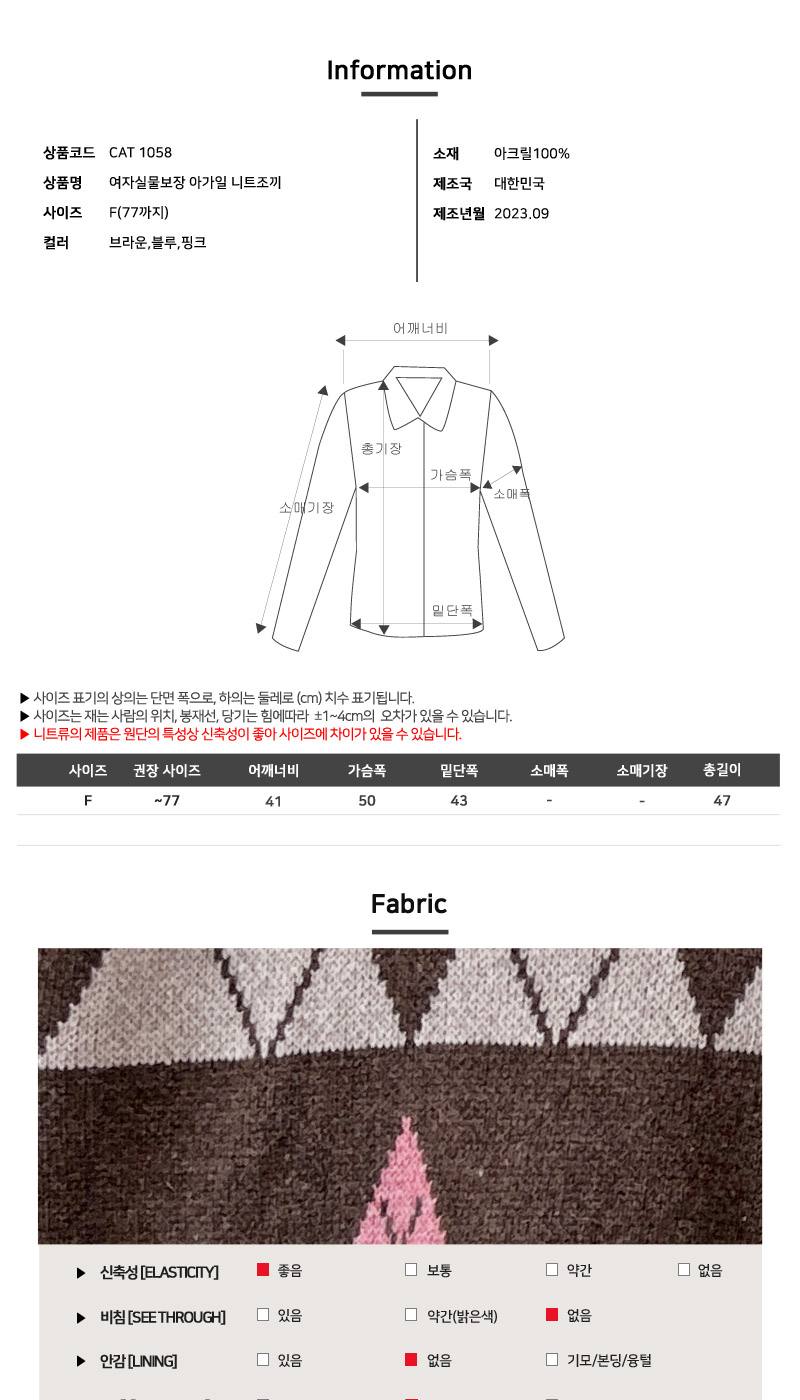 Information
상품코드 CAT 1058
상품명 여자실물보장 아가일 니트조끼
사이즈 F(77까지)
컬러 브라운,블루,핑크
소재 아크릴100%
제조국 대한민국
제조년월 2023.09
어깨너비
총기장
가슴폭
소매폭
소매기장
밑단폭
▶ 사이즈 표기의 상의는 단면 폭으로, 하의는 둘레로 (cm) 치수 표기됩니다.
▶ 사이즈는 재는 사람의 위치, 봉재선, 당기는 힘에따라 ±1~4cm의 오차가 있을 수 있습니다.
▶ 니트류의 제품은 원단의 특성상 신축성이 좋아 사이즈에 차이가 있을 수 있습니다.
사이즈 권장 사이즈 어깨너비 가슴폭 밑단폭 소매폭 소매기장 총길이
F ~77 41 50 43 - - 47
Fabric
▶ 신축성 [ELASTICITY] 좋음 보통 약간 없음
▶ 비침 [SEE THROUGH] 있음 약간(밝은색) 없음
▶ 안감 [LINING] 있음 없음 기모/본딩/융털